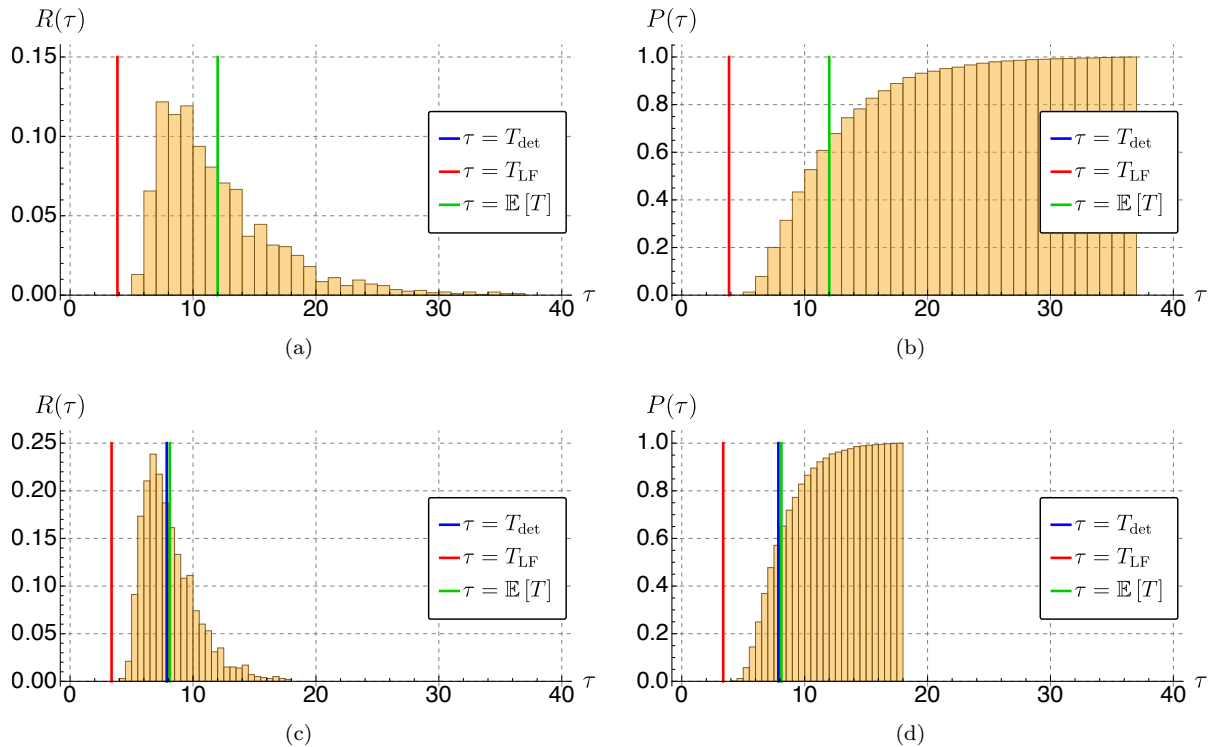 R(τ)
0.15
0.10
0.05
0.00
0 10 20 30 40 τ
τ = T_det
τ = T_LF
τ = 𝔼 [T]
(a)
P(τ)
1.0
0.8
0.6
0.4
0.2
0.0
0 10 20 30 40 τ
τ = T_det
τ = T_LF
τ = 𝔼 [T]
(b)
R(τ)
0.25
0.20
0.15
0.10
0.05
0.00
0 10 20 30 40 τ
τ = T_det
τ = T_LF
τ = 𝔼 [T]
(c)
P(τ)
1.0
0.8
0.6
0.4
0.2
0.0
0 10 20 30 40 τ
τ = T_det
τ = T_LF
τ = 𝔼 [T]
(d)